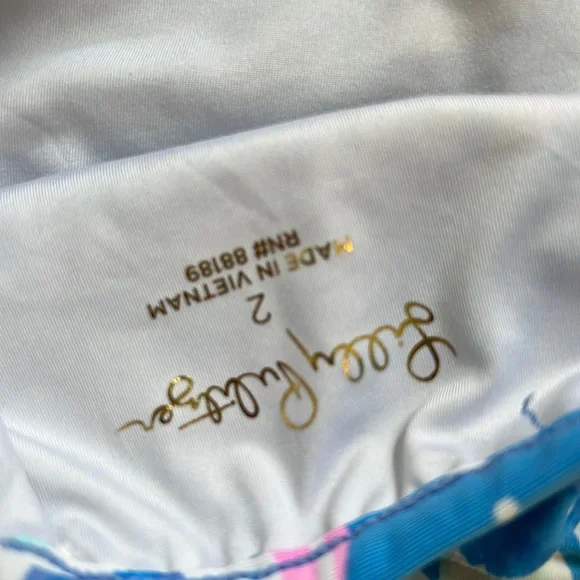 Lilly Pulitzer
2
MADE IN VIETNAM
RN# 88189